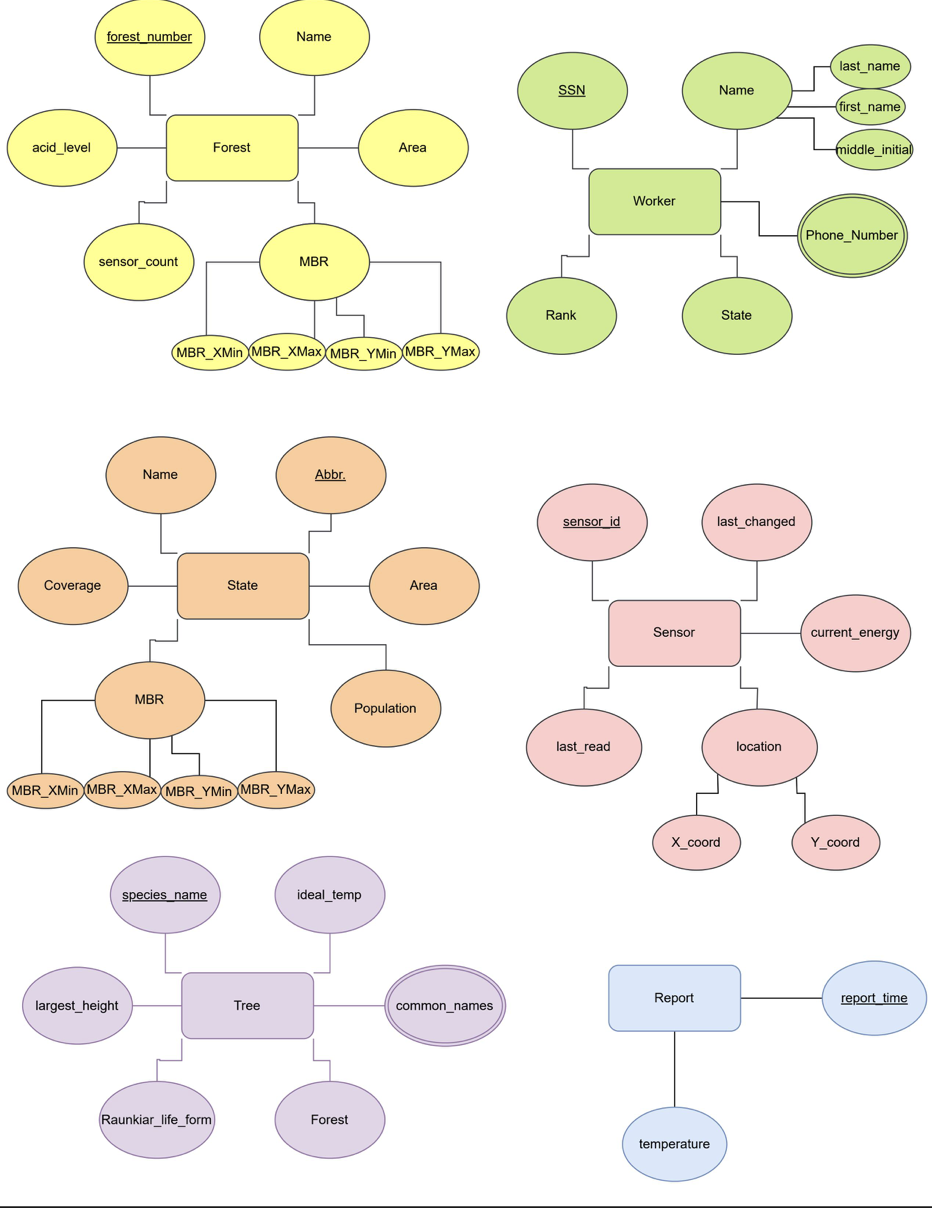 forest_number
Name
acid_level
Forest
Area
sensor_count
MBR
MBR_XMin
MBR_XMax
MBR_YMin
MBR_YMax
SSN
Name
last_name
first_name
middle_initial
Worker
Phone_Number
Rank
State
Name
Abbr.
Coverage
State
Area
MBR
Population
MBR_XMin
MBR_XMax
MBR_YMin
MBR_YMax
sensor_id
last_changed
Sensor
current_energy
last_read
location
X_coord
Y_coord
species_name
ideal_temp
largest_height
Tree
common_names
Raunkiar_life_form
Forest
Report
report_time
temperature